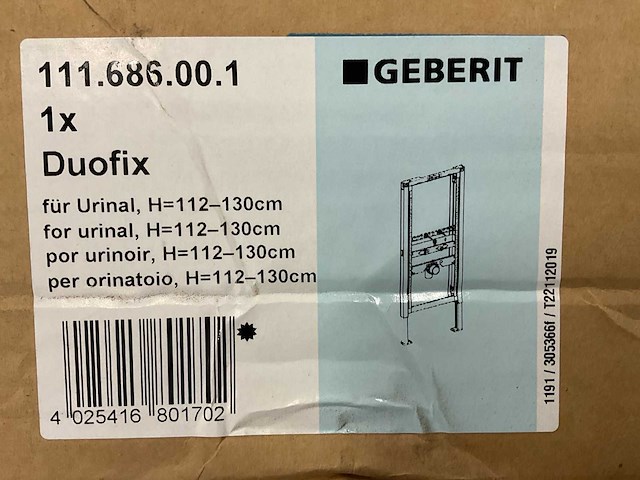 111.686.00.1
1x
Duofix
für Urinal, H=112–130cm
for urinal, H=112–130cm
por urinoir, H=112–130cm
per orinatoio, H=112–130cm
4 025416 801702
GEBERIT
1191 / 305366f / T22112019